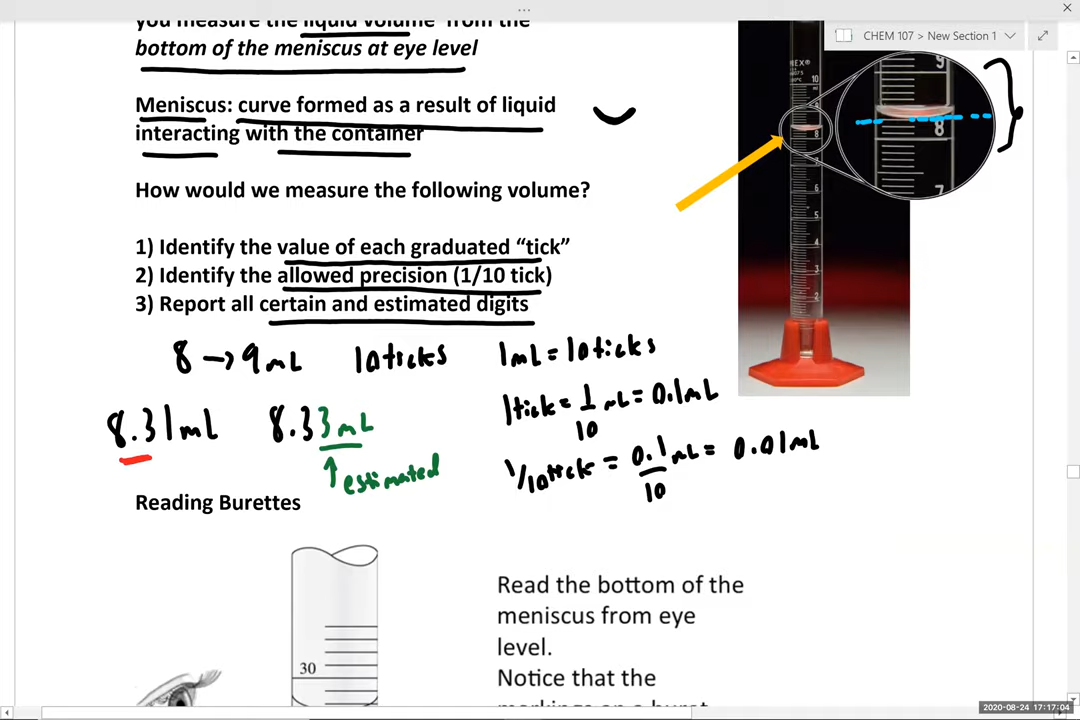 you measure the liquid volume from the
bottom of the meniscus at eye level
CHEM 107 > New Section 1
Meniscus: curve formed as a result of liquid
interacting with the container
How would we measure the following volume?
1) Identify the value of each graduated “tick”
2) Identify the allowed precision (1/10 tick)
3) Report all certain and estimated digits
8 → 9 mL 10 ticks 1 mL = 10 ticks
1 tick = 1/10 mL = 0.1 mL
8.31 mL 8.33 mL
1/10 tick = 0.1/10 mL = 0.01 mL
estimated
Reading Burettes
30
Read the bottom of the
meniscus from eye
level.
Notice that the
10
8
6
5
4
3
2
9
8
7
2020-08-24 17:17:04